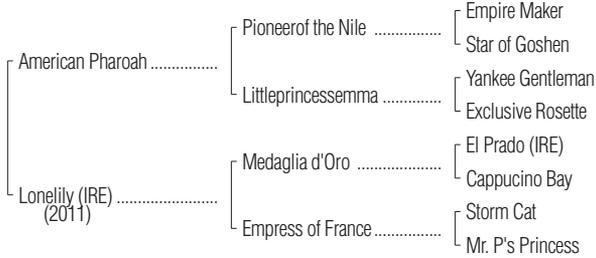 Empire Maker
Pioneerof the Nile ................
Star of Goshen
American Pharoah ................
Yankee Gentleman
Littleprincessemma ..............
Exclusive Rosette
El Prado (IRE)
Medaglia d'Oro ....................
Cappucino Bay
Lonelily (IRE) ........................
(2011)
Storm Cat
Empress of France ................
Mr. P's Princess